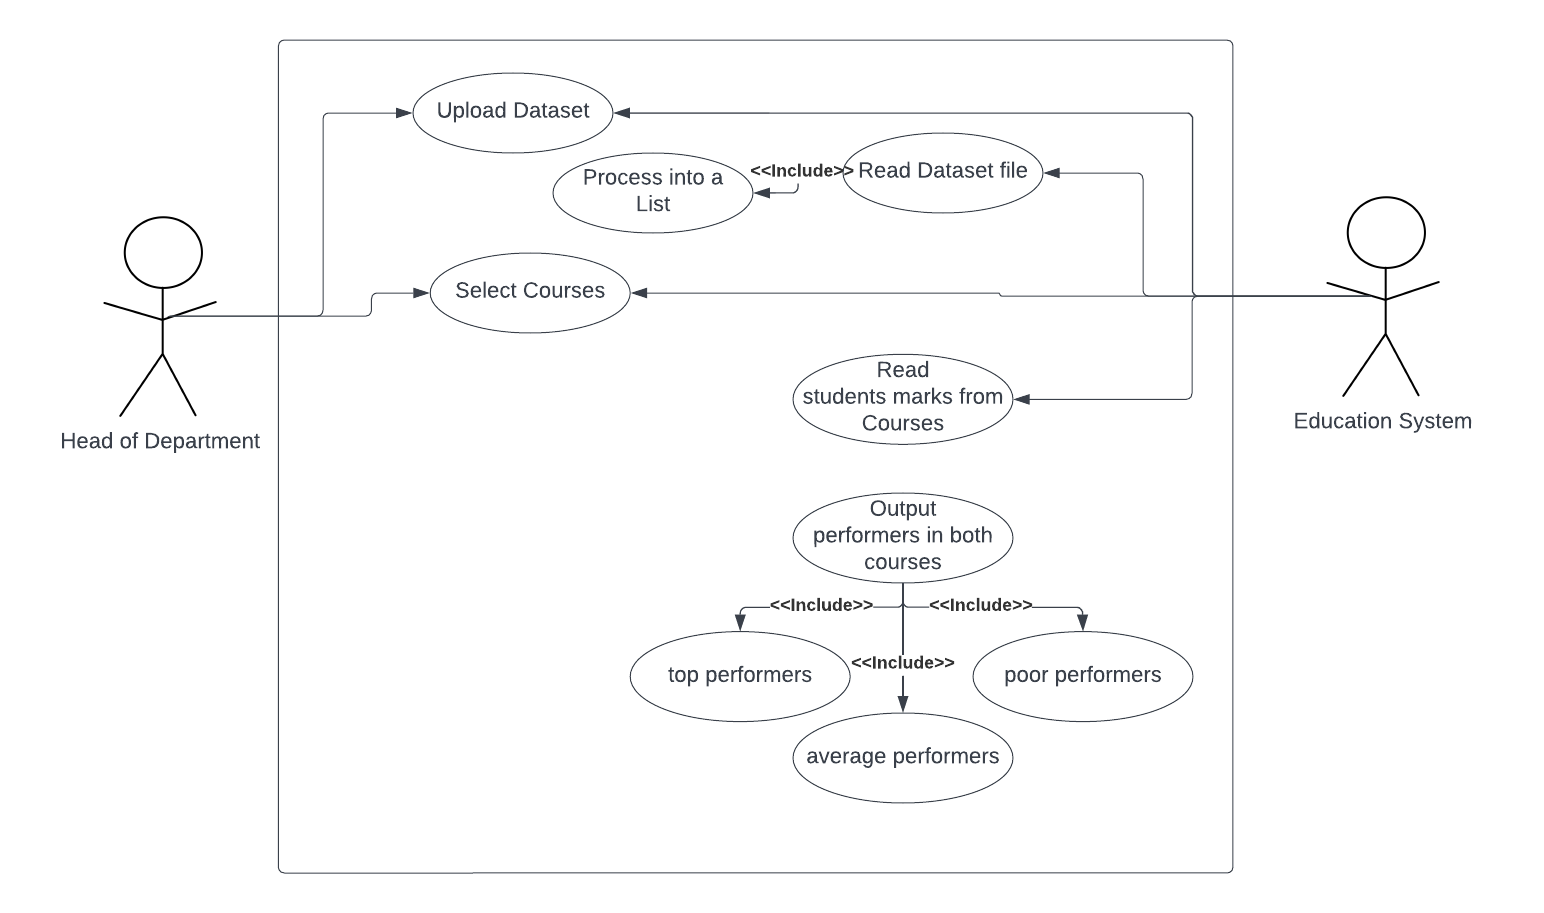 Upload Dataset
Process into a
List
<<Include>>
Read Dataset file
Select Courses
Head of Department
Education System
Read
students marks from
Courses
Output
performers in both
courses
<<Include>>
<<Include>>
<<Include>>
top performers
poor performers
average performers